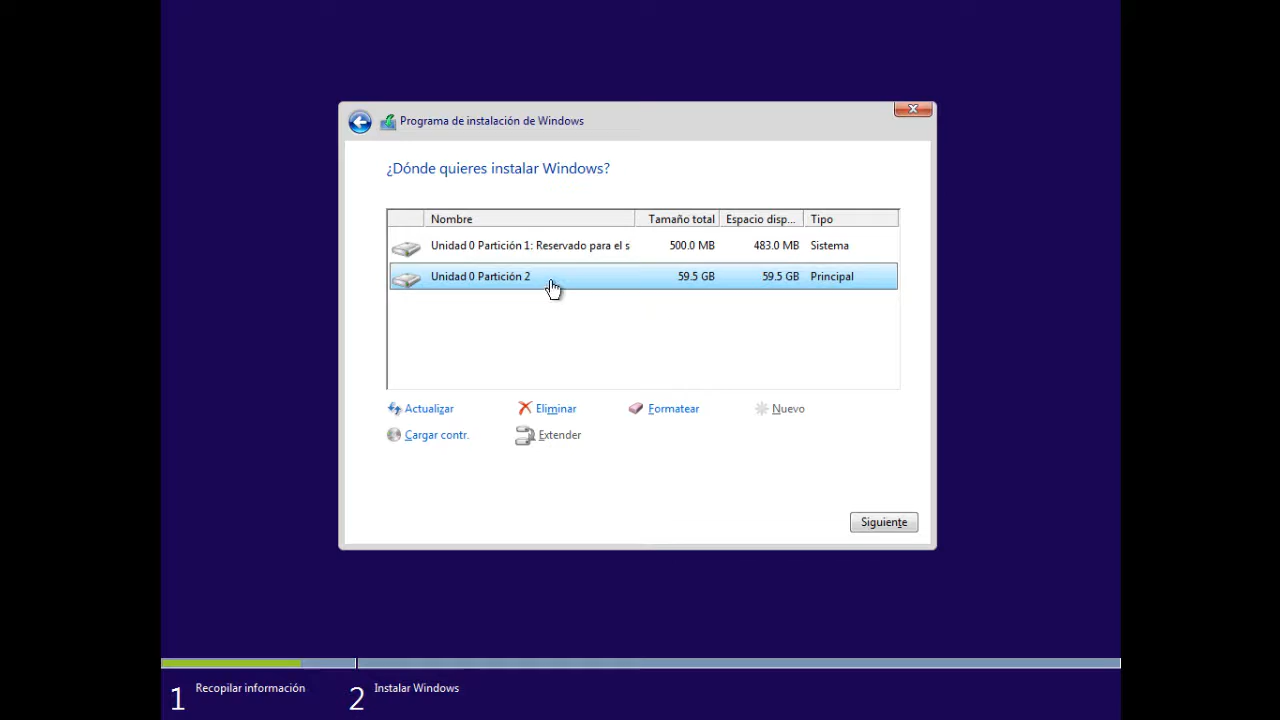 Programa de instalación de Windows
¿Dónde quieres instalar Windows?
Nombre Tamaño total Espacio disp... Tipo
Unidad 0 Partición 1: Reservado para el s 500.0 MB 483.0 MB Sistema
Unidad 0 Partición 2 59.5 GB 59.5 GB Principal
Actualizar Eliminar Formatear Nuevo
Cargar contr. Extender
Siguiente
1 Recopilar información 2 Instalar Windows